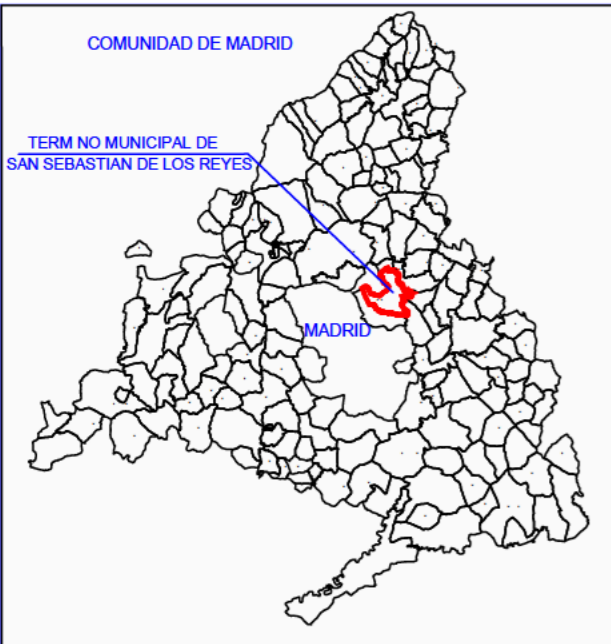 COMUNIDAD DE MADRID
TERM NO MUNICIPAL DE
SAN SEBASTIAN DE LOS REYES
MADRID